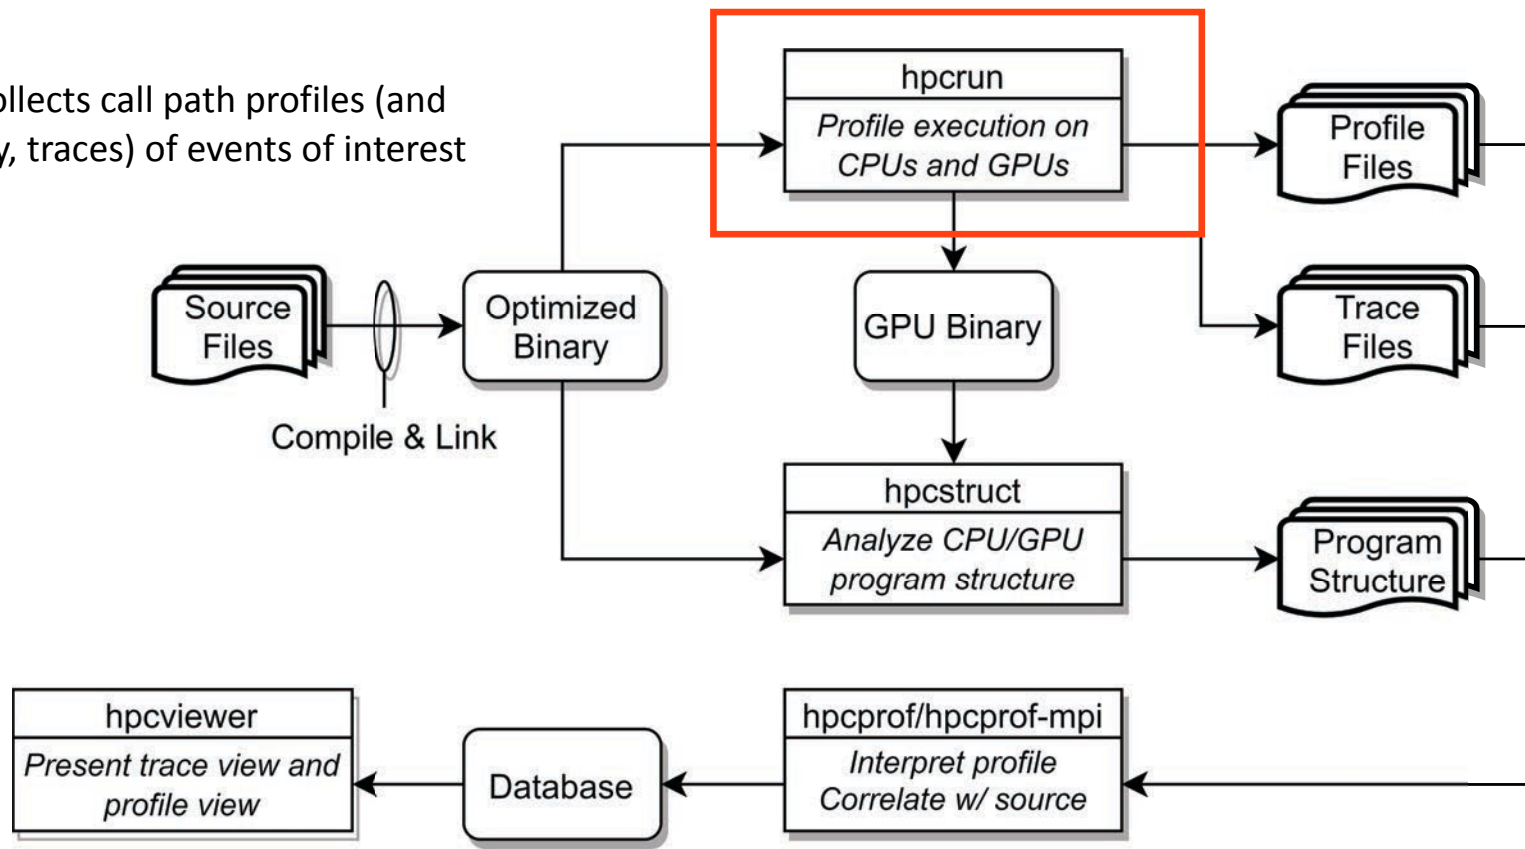 ollects call path profiles (and
y, traces) of events of interest
hpcrun
Profile execution on
CPUs and GPUs
Profile
Files
Source
Files
Optimized
Binary
GPU Binary
Trace
Files
Compile & Link
hpcstruct
Analyze CPU/GPU
program structure
Program
Structure
hpcviewer
Present trace view and
profile view
Database
hpcprof/hpcprof-mpi
Interpret profile
Correlate w/ source